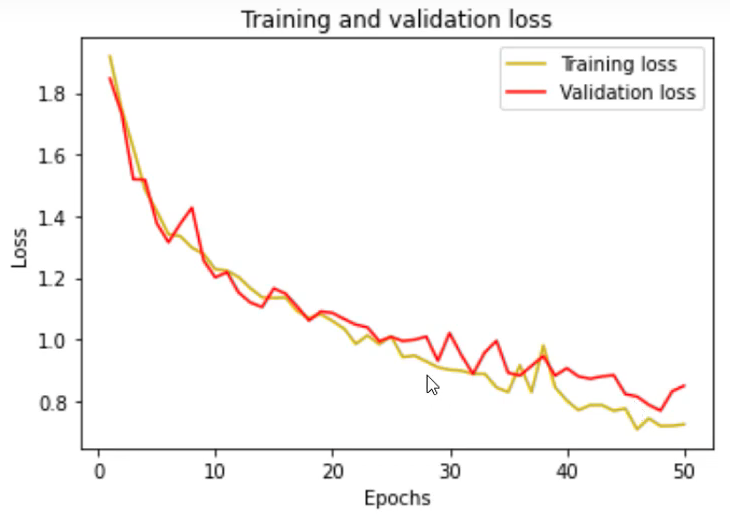 Training and validation loss
Training loss
Validation loss
1.8
1.6
1.4
1.2
1.0
0.8
Loss
0 10 20 30 40 50
Epochs